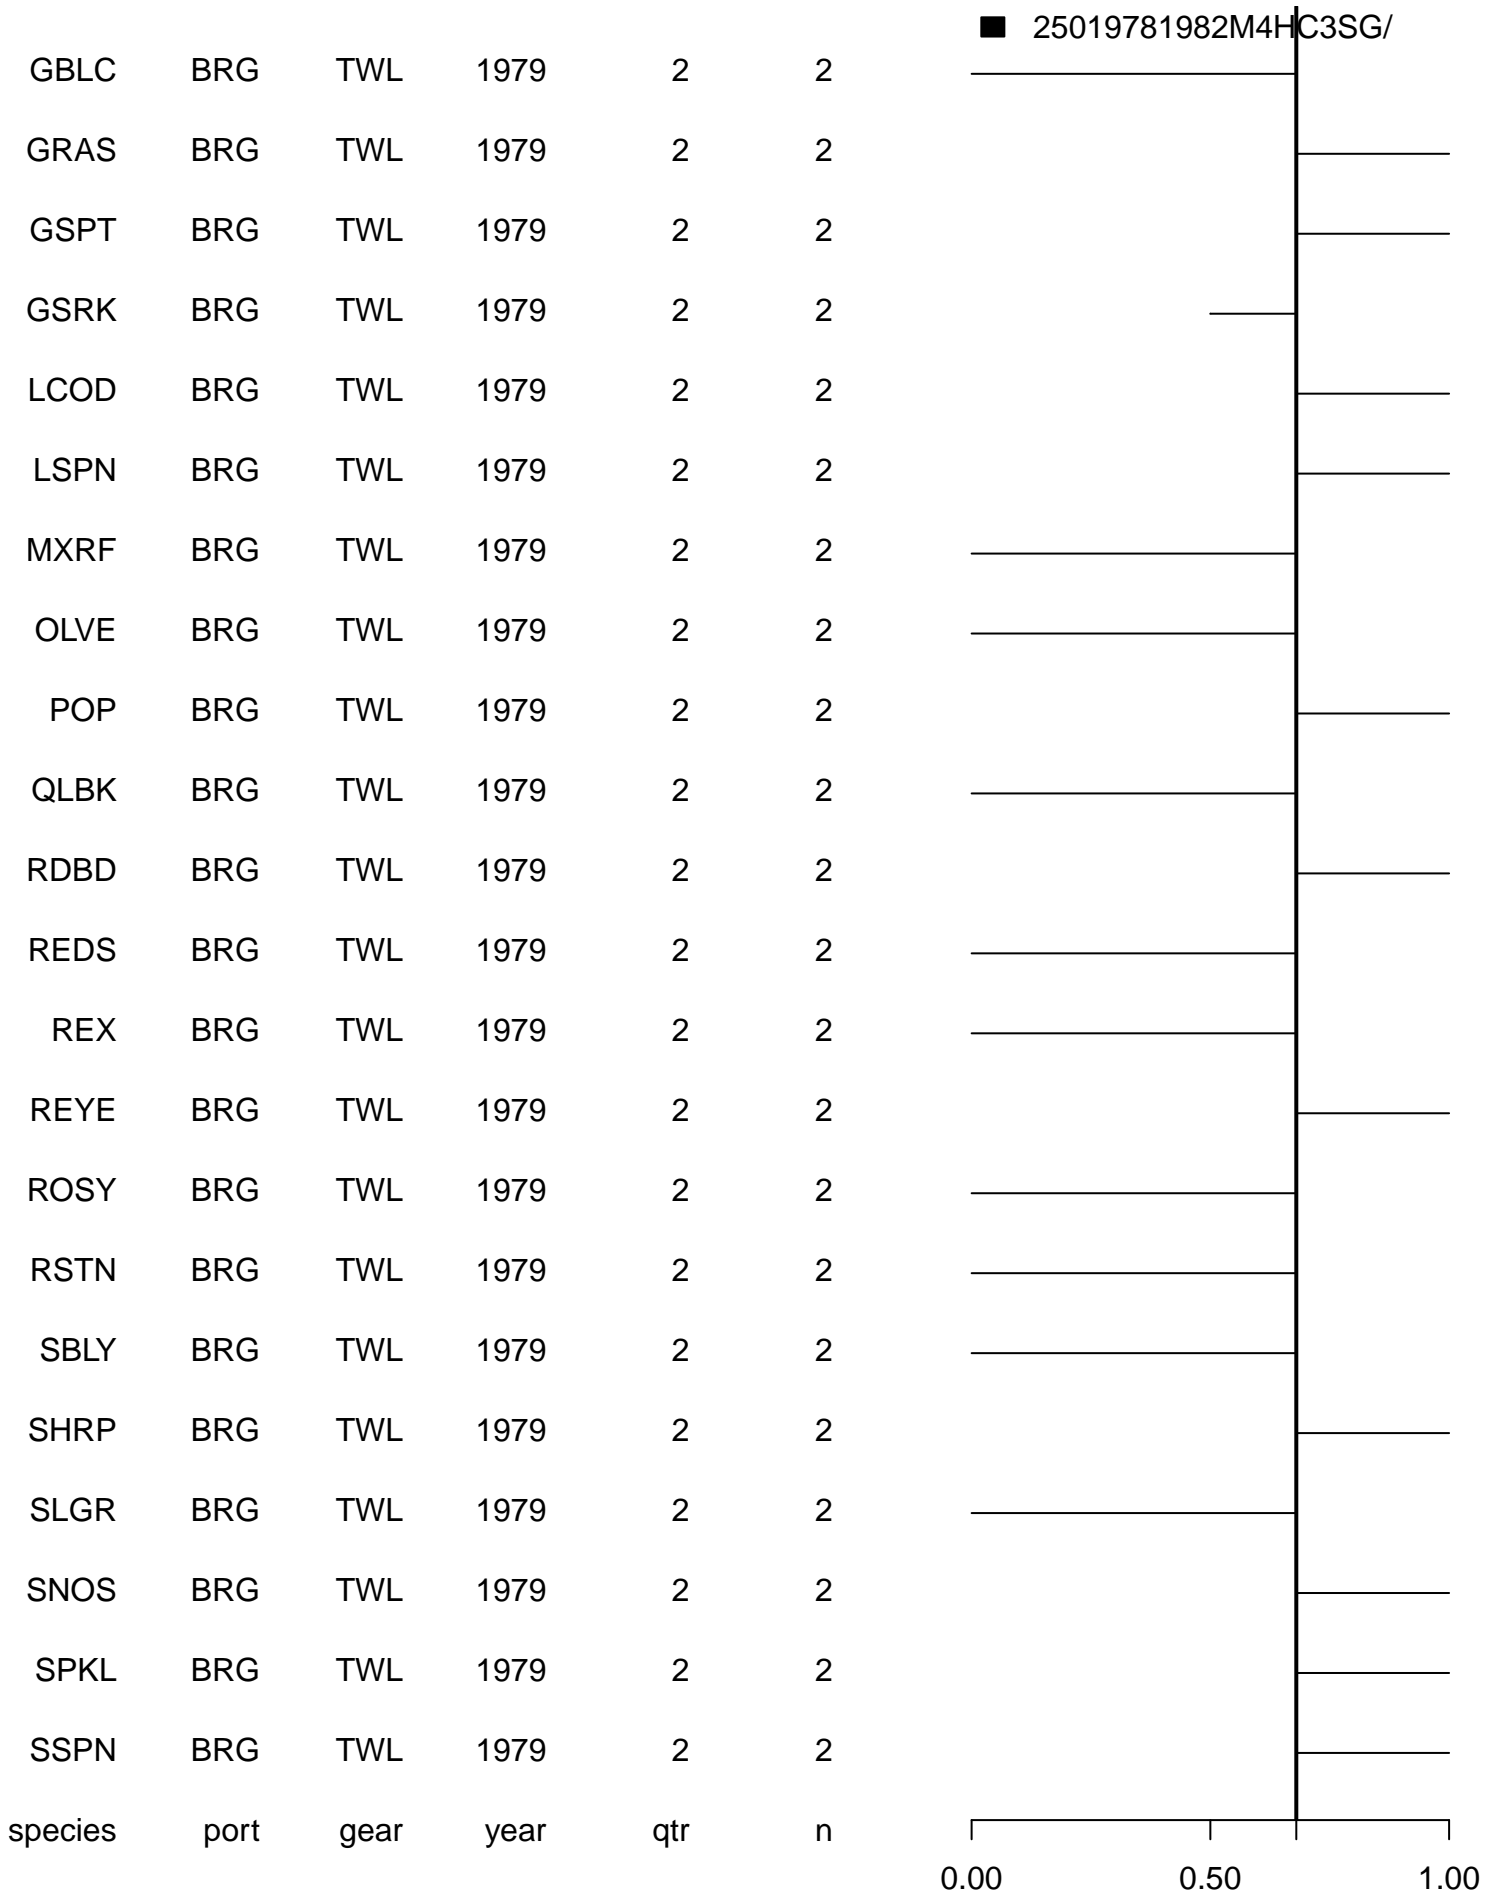 25019781982M4HC3SG/
GBLC BRG TWL 1979 2 2
GRAS BRG TWL 1979 2 2
GSPT BRG TWL 1979 2 2
GSRK BRG TWL 1979 2 2
LCOD BRG TWL 1979 2 2
LSPN BRG TWL 1979 2 2
MXRF BRG TWL 1979 2 2
OLVE BRG TWL 1979 2 2
POP BRG TWL 1979 2 2
QLBK BRG TWL 1979 2 2
RDBD BRG TWL 1979 2 2
REDS BRG TWL 1979 2 2
REX BRG TWL 1979 2 2
REYE BRG TWL 1979 2 2
ROSY BRG TWL 1979 2 2
RSTN BRG TWL 1979 2 2
SBLY BRG TWL 1979 2 2
SHRP BRG TWL 1979 2 2
SLGR BRG TWL 1979 2 2
SNOS BRG TWL 1979 2 2
SPKL BRG TWL 1979 2 2
SSPN BRG TWL 1979 2 2
species port gear year qtr n
0.00 0.50 1.00